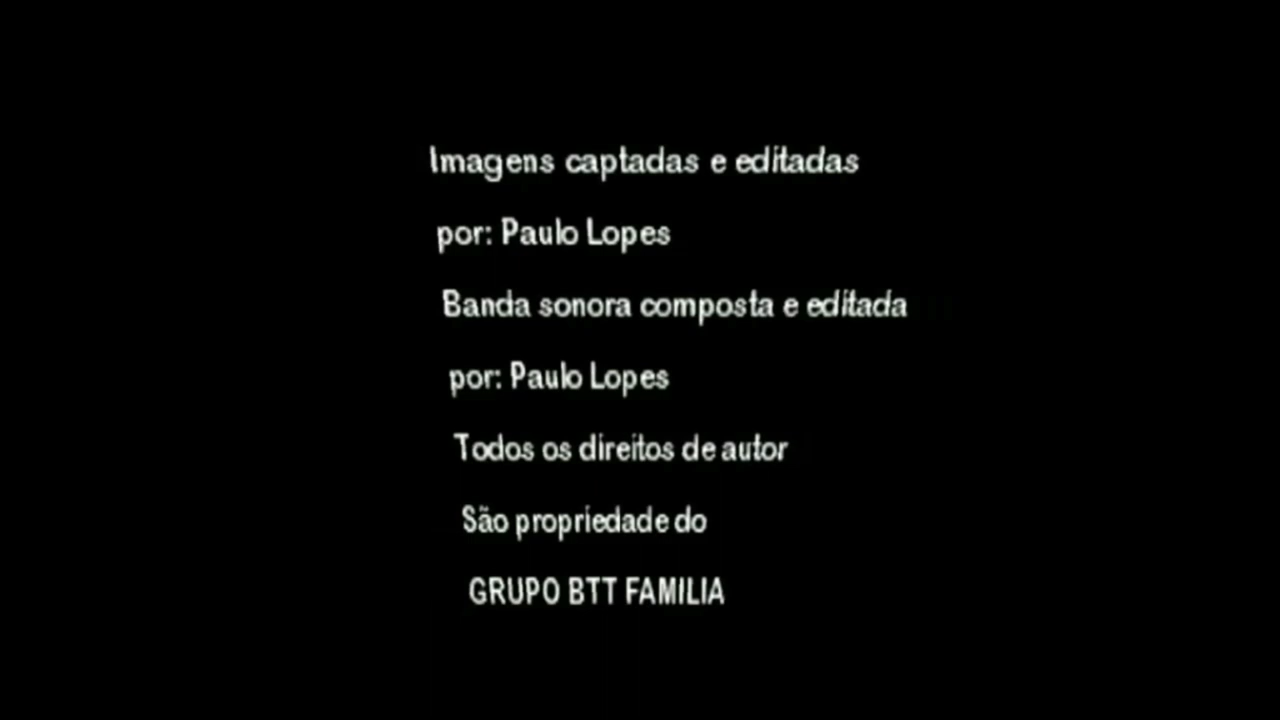 Imagens captadas e editadas
por: Paulo Lopes
Banda sonora composta e editada
por: Paulo Lopes
Todos os direitos de autor
São propriedade do
GRUPO BTT FAMILIA